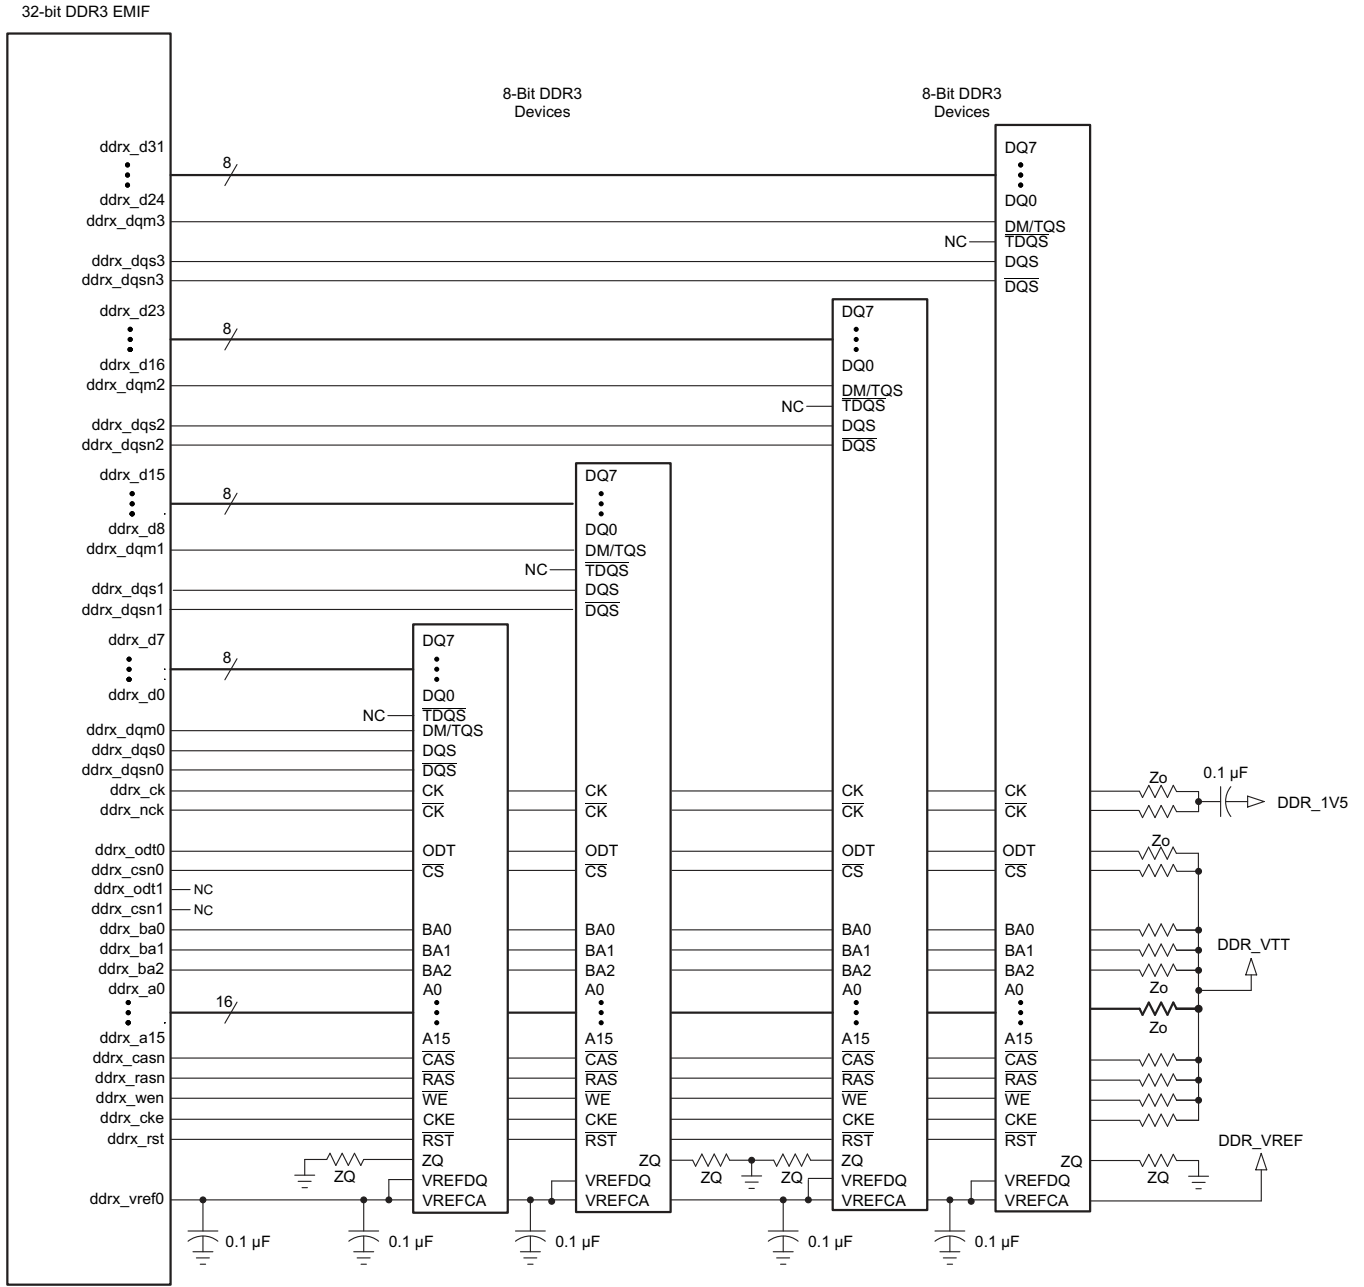 32-bit DDR3 EMIF
8-Bit DDR3
Devices
8-Bit DDR3
Devices
ddrx_d31
8
DQ7
ddrx_d24
DQ0
ddrx_dqm3
DM/TQS
NC
TDQS
ddrx_dqs3
DQS
ddrx_dqsn3
DQS
ddrx_d23
8
DQ7
ddrx_d16
DQ0
ddrx_dqm2
DM/TQS
NC
TDQS
ddrx_dqs2
DQS
ddrx_dqsn2
DQS
ddrx_d15
8
DQ7
ddrx_d8
DQ0
ddrx_dqm1
DM/TQS
NC
TDQS
ddrx_dqs1
DQS
ddrx_dqsn1
DQS
ddrx_d7
8
DQ7
ddrx_d0
DQ0
NC
TDQS
ddrx_dqm0
DM/TQS
ddrx_dqs0
DQS
ddrx_dqsn0
DQS
ddrx_ck
CK
CK
CK
CK
Zo
0.1 µF
DDR_1V5
ddrx_nck
CK
CK
CK
CK
ddrx_odt0
ODT
ODT
ODT
ODT
Zo
ddrx_csn0
CS
CS
CS
CS
ddrx_odt1
NC
ddrx_csn1
NC
ddrx_ba0
BA0
BA0
BA0
BA0
ddrx_ba1
BA1
BA1
BA1
BA1
DDR_VTT
ddrx_ba2
BA2
BA2
BA2
BA2
ddrx_a0
A0
A0
A0
A0
Zo
16
Zo
ddrx_a15
A15
A15
A15
A15
ddrx_casn
CAS
CAS
CAS
CAS
ddrx_rasn
RAS
RAS
RAS
RAS
ddrx_wen
WE
WE
WE
WE
ddrx_cke
CKE
CKE
CKE
CKE
ddrx_rst
RST
RST
RST
RST
DDR_VREF
ZQ
ZQ
ZQ
ZQ
ZQ
ZQ
ZQ
ZQ
VREFDQ
VREFDQ
VREFDQ
VREFDQ
ddrx_vref0
VREFCA
VREFCA
VREFCA
VREFCA
0.1 µF
0.1 µF
0.1 µF
0.1 µF
0.1 µF